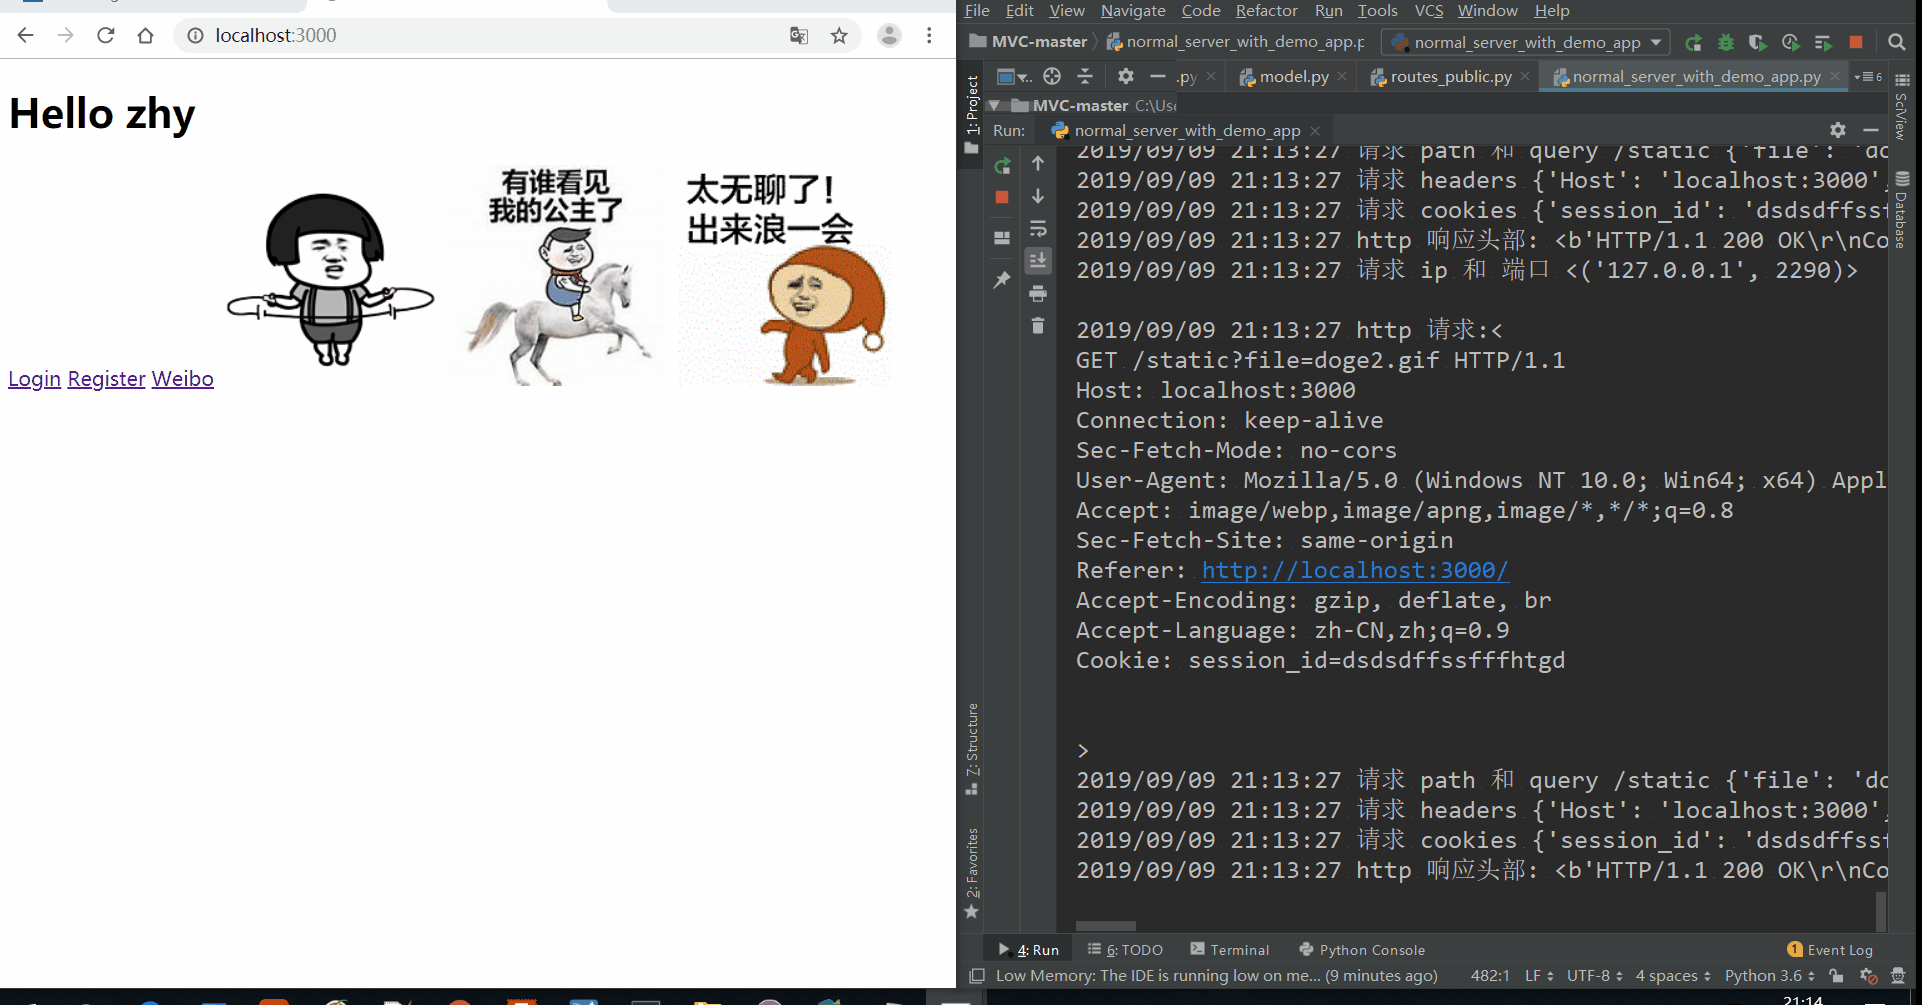 localhost:3000
Hello zhy
有谁看见
我的公主了
太无聊了!
出来浪一会
Login Register Weibo
File Edit View Navigate Code Refactor Run Tools VCS Window Help
MVC-master normal_server_with_demo_app.p normal_server_with_demo_app
.py model.py routes_public.py normal_server_with_demo_app.py 6
1: Project
MVC-master C:\Use
Run: normal_server_with_demo_app
SciView
Database
2019/09/09 21:13:27 请求 path 和 query /static {'file': 'do
2019/09/09 21:13:27 请求 headers {'Host': 'localhost:3000',
2019/09/09 21:13:27 请求 cookies {'session_id': 'dsdsdffssf
2019/09/09 21:13:27 http 响应头部: <b'HTTP/1.1 200 OK\r\nCo
2019/09/09 21:13:27 请求 ip 和 端口 <('127.0.0.1', 2290)>
2019/09/09 21:13:27 http 请求:<
GET /static?file=doge2.gif HTTP/1.1
Host: localhost:3000
Connection: keep-alive
Sec-Fetch-Mode: no-cors
User-Agent: Mozilla/5.0 (Windows NT 10.0; Win64; x64) Appl
Accept: image/webp,image/apng,image/*,*/*;q=0.8
Sec-Fetch-Site: same-origin
Referer: http://localhost:3000/
Accept-Encoding: gzip, deflate, br
Accept-Language: zh-CN,zh;q=0.9
Cookie: session_id=dsdsdffssfffhtgd
>
2019/09/09 21:13:27 请求 path 和 query /static {'file': 'do
2019/09/09 21:13:27 请求 headers {'Host': 'localhost:3000',
2019/09/09 21:13:27 请求 cookies {'session_id': 'dsdsdffssf
2019/09/09 21:13:27 http 响应头部: <b'HTTP/1.1 200 OK\r\nCo
7: Structure
2: Favorites
4: Run 6: TODO Terminal Python Console 1 Event Log
Low Memory: The IDE is running low on me... (9 minutes ago) 482:1 LF UTF-8 4 spaces Python 3.6
21:14